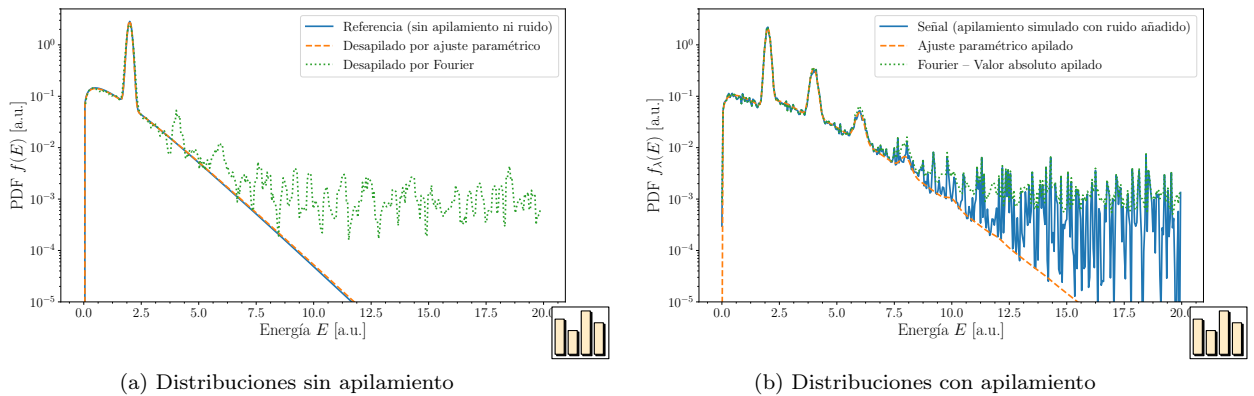 Referencia (sin apilamiento ni ruido)
Desapilado por ajuste paramétrico
Desapilado por Fourier
PDF f(E) [a.u.]
10⁰
10⁻¹
10⁻²
10⁻³
10⁻⁴
10⁻⁵
0.0 2.5 5.0 7.5 10.0 12.5 15.0 17.5 20.0
Energía E [a.u.]
(a) Distribuciones sin apilamiento
Señal (apilamiento simulado con ruido añadido)
Ajuste paramétrico apilado
Fourier – Valor absoluto apilado
PDF f_λ(E) [a.u.]
10⁰
10⁻¹
10⁻²
10⁻³
10⁻⁴
10⁻⁵
0.0 2.5 5.0 7.5 10.0 12.5 15.0 17.5 20.0
Energía E [a.u.]
(b) Distribuciones con apilamiento